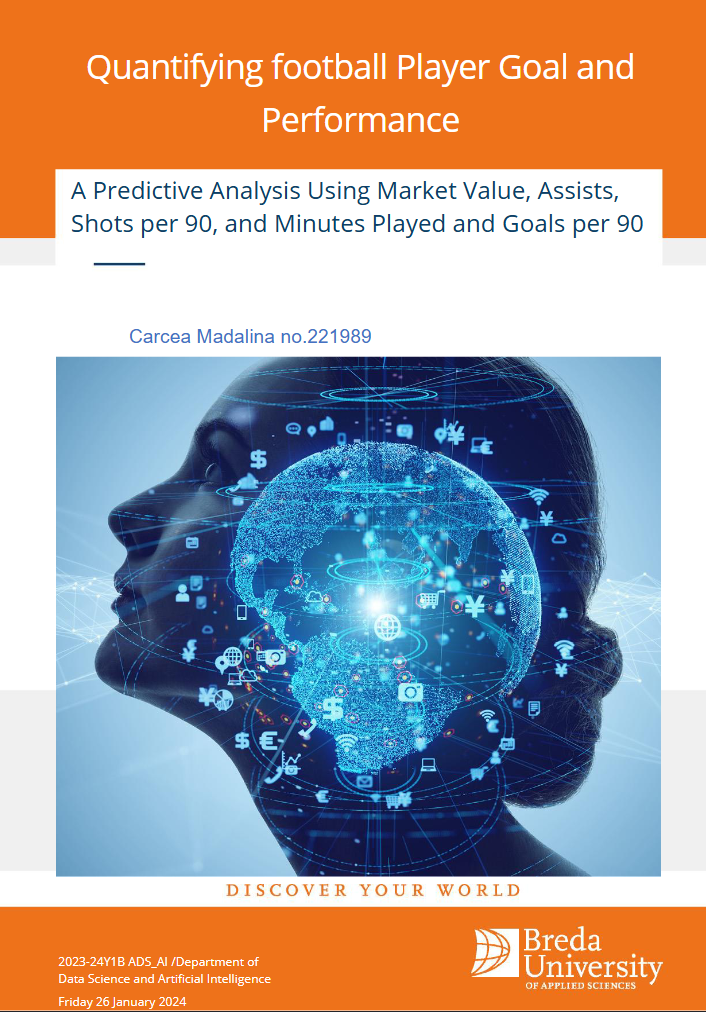 Quantifying football Player Goal and
Performance
A Predictive Analysis Using Market Value, Assists,
Shots per 90, and Minutes Played and Goals per 90
Carcea Madalina no.221989
DISCOVER YOUR WORLD
2023-24Y1B ADS_AI /Department of
Data Science and Artificial Intelligence
Friday 26 January 2024
Breda
University
OF APPLIED SCIENCES